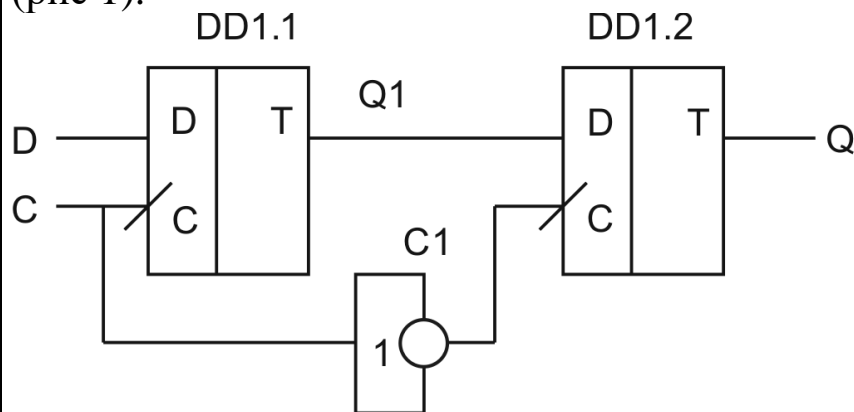 (рис 1).
DD1.1 DD1.2
Q1
D D T D T Q
C C C
C1
1